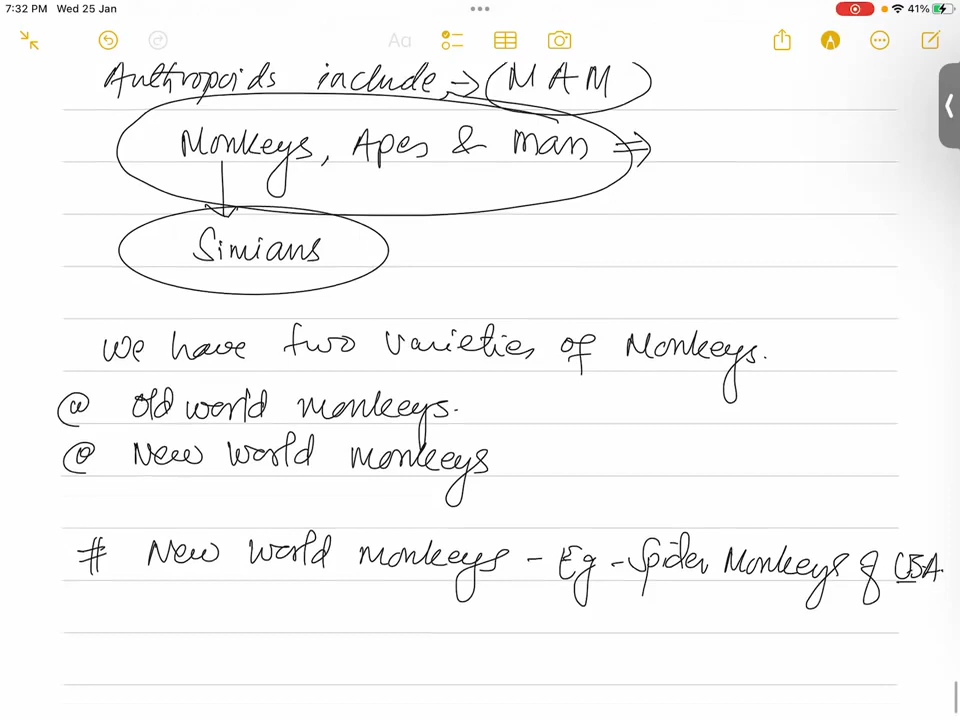 7:32 PM Wed 25 Jan
41%
Aa
Anthropoids include → (MAM)
Monkeys, Apes & Man ⇒
Simians
We have two varieties of Monkeys.
@ Old world monkeys.
@ New World monkeys
# New World monkeys - Eg - Spider Monkeys of USA.